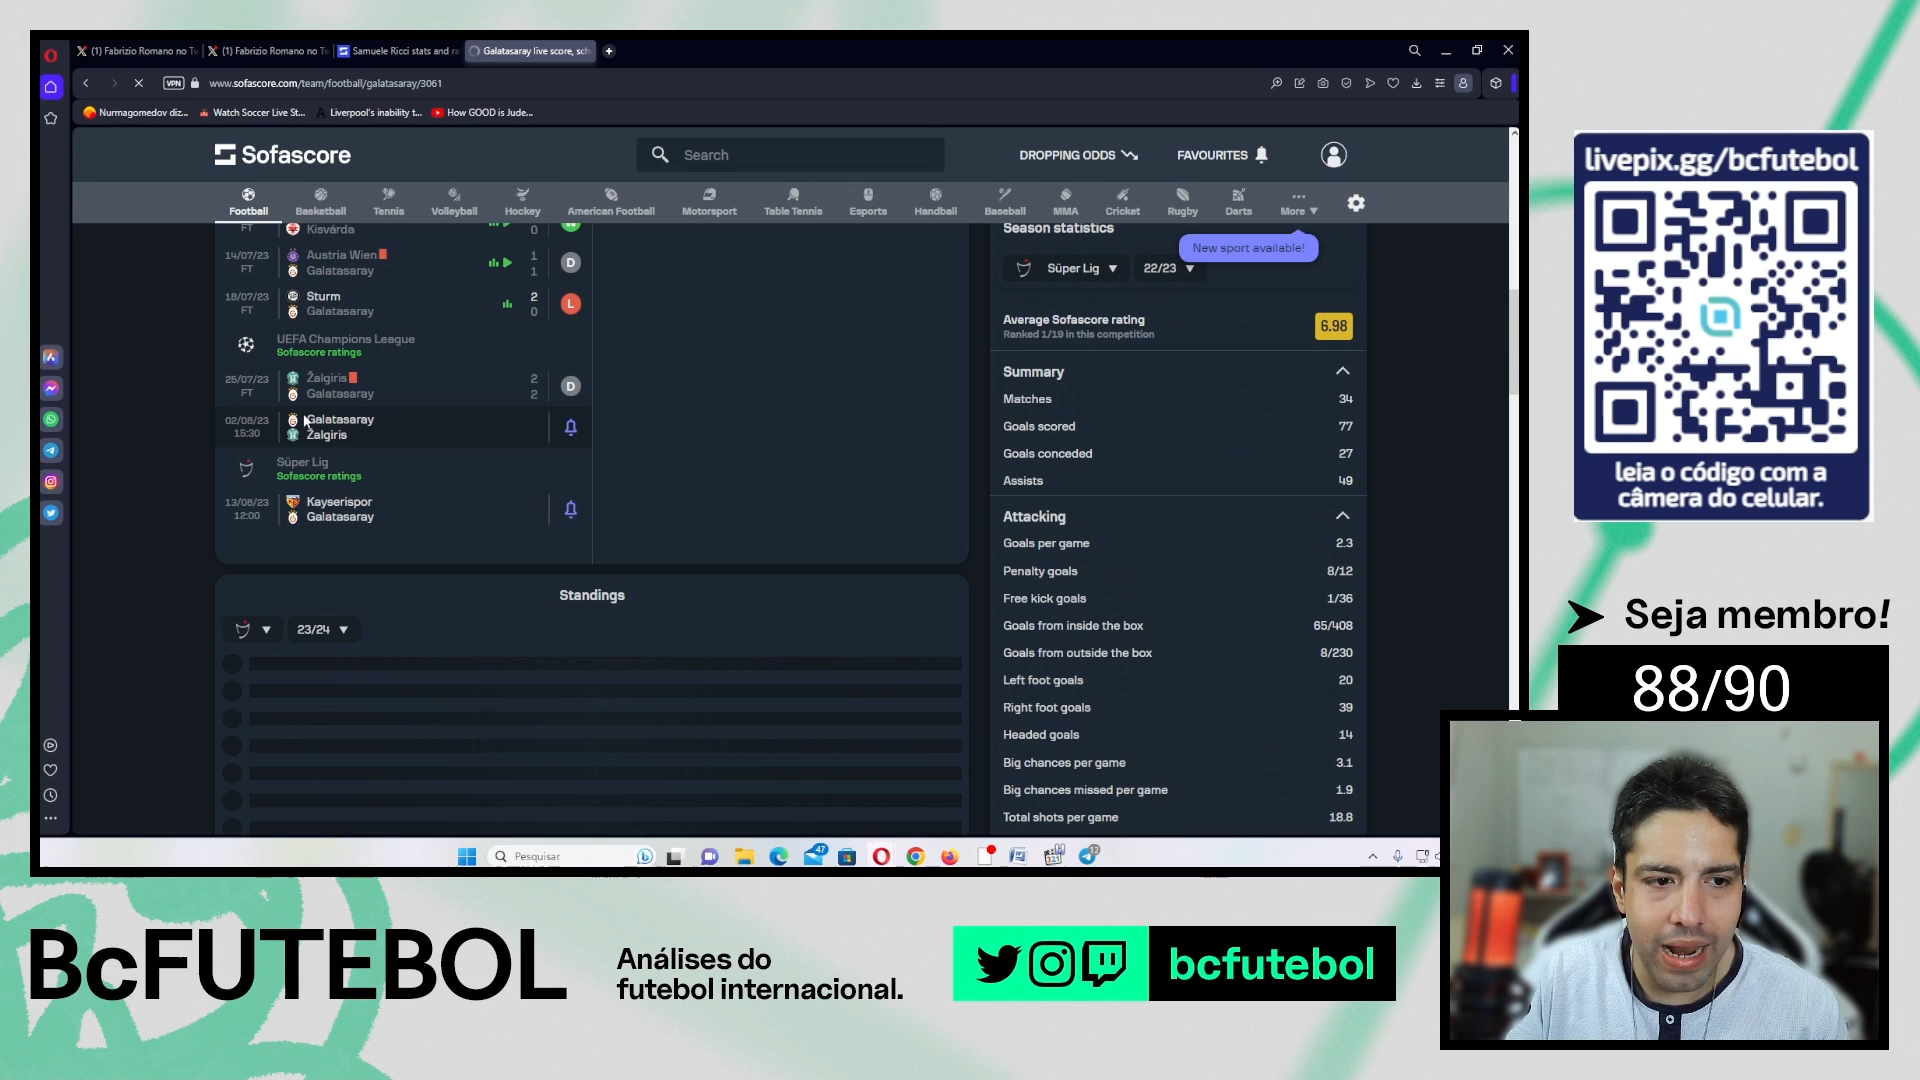 (1) Fabrizio Romano no Tw
(1) Fabrizio Romano no Tw
Samuele Ricci stats and ra
Galatasaray live score, sch
VPN
www.sofascore.com/team/football/galatasaray/3061
Nurmagomedov diz...
Watch Soccer Live St...
Liverpool's inability t...
How GOOD is Jude...
Sofascore
Search
DROPPING ODDS
FAVOURITES
Football
Basketball
Tennis
Volleyball
Hockey
American Football
Motorsport
Table Tennis
Esports
Handball
Baseball
MMA
Cricket
Rugby
Darts
More
New sport available!
FT
Kisvárda
0
14/07/23
FT
Austria Wien
Galatasaray
1
1
D
18/07/23
FT
Sturm
Galatasaray
2
0
L
UEFA Champions League
Sofascore ratings
25/07/23
FT
Žalgiris
Galatasaray
2
2
D
02/08/23
15:30
Galatasaray
Žalgiris
Süper Lig
Sofascore ratings
13/08/23
12:00
Kayserispor
Galatasaray
Standings
23/24
Season statistics
Süper Lig
22/23
Average Sofascore rating
Ranked 1/19 in this competition
6.98
Summary
Matches 34
Goals scored 77
Goals conceded 27
Assists 49
Attacking
Goals per game 2.3
Penalty goals 8/12
Free kick goals 1/36
Goals from inside the box 65/408
Goals from outside the box 8/230
Left foot goals 20
Right foot goals 39
Headed goals 14
Big chances per game 3.1
Big chances missed per game 1.9
Total shots per game 18.8
Pesquisar
47
12
livepix.gg/bcfutebol
leia o código com a
câmera do celular.
Seja membro!
88/90
BcFUTEBOL
Análises do
futebol internacional.
bcfutebol